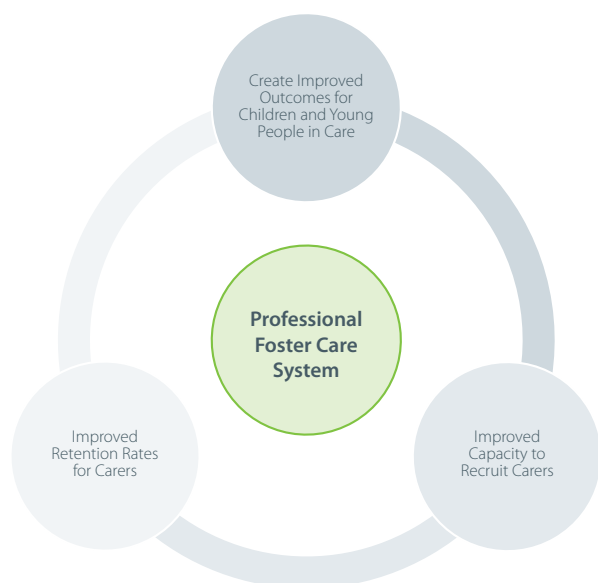 Create Improved
Outcomes for
Children and Young
People in Care
Professional
Foster Care
System
Improved
Retention Rates
for Carers
Improved
Capacity to
Recruit Carers